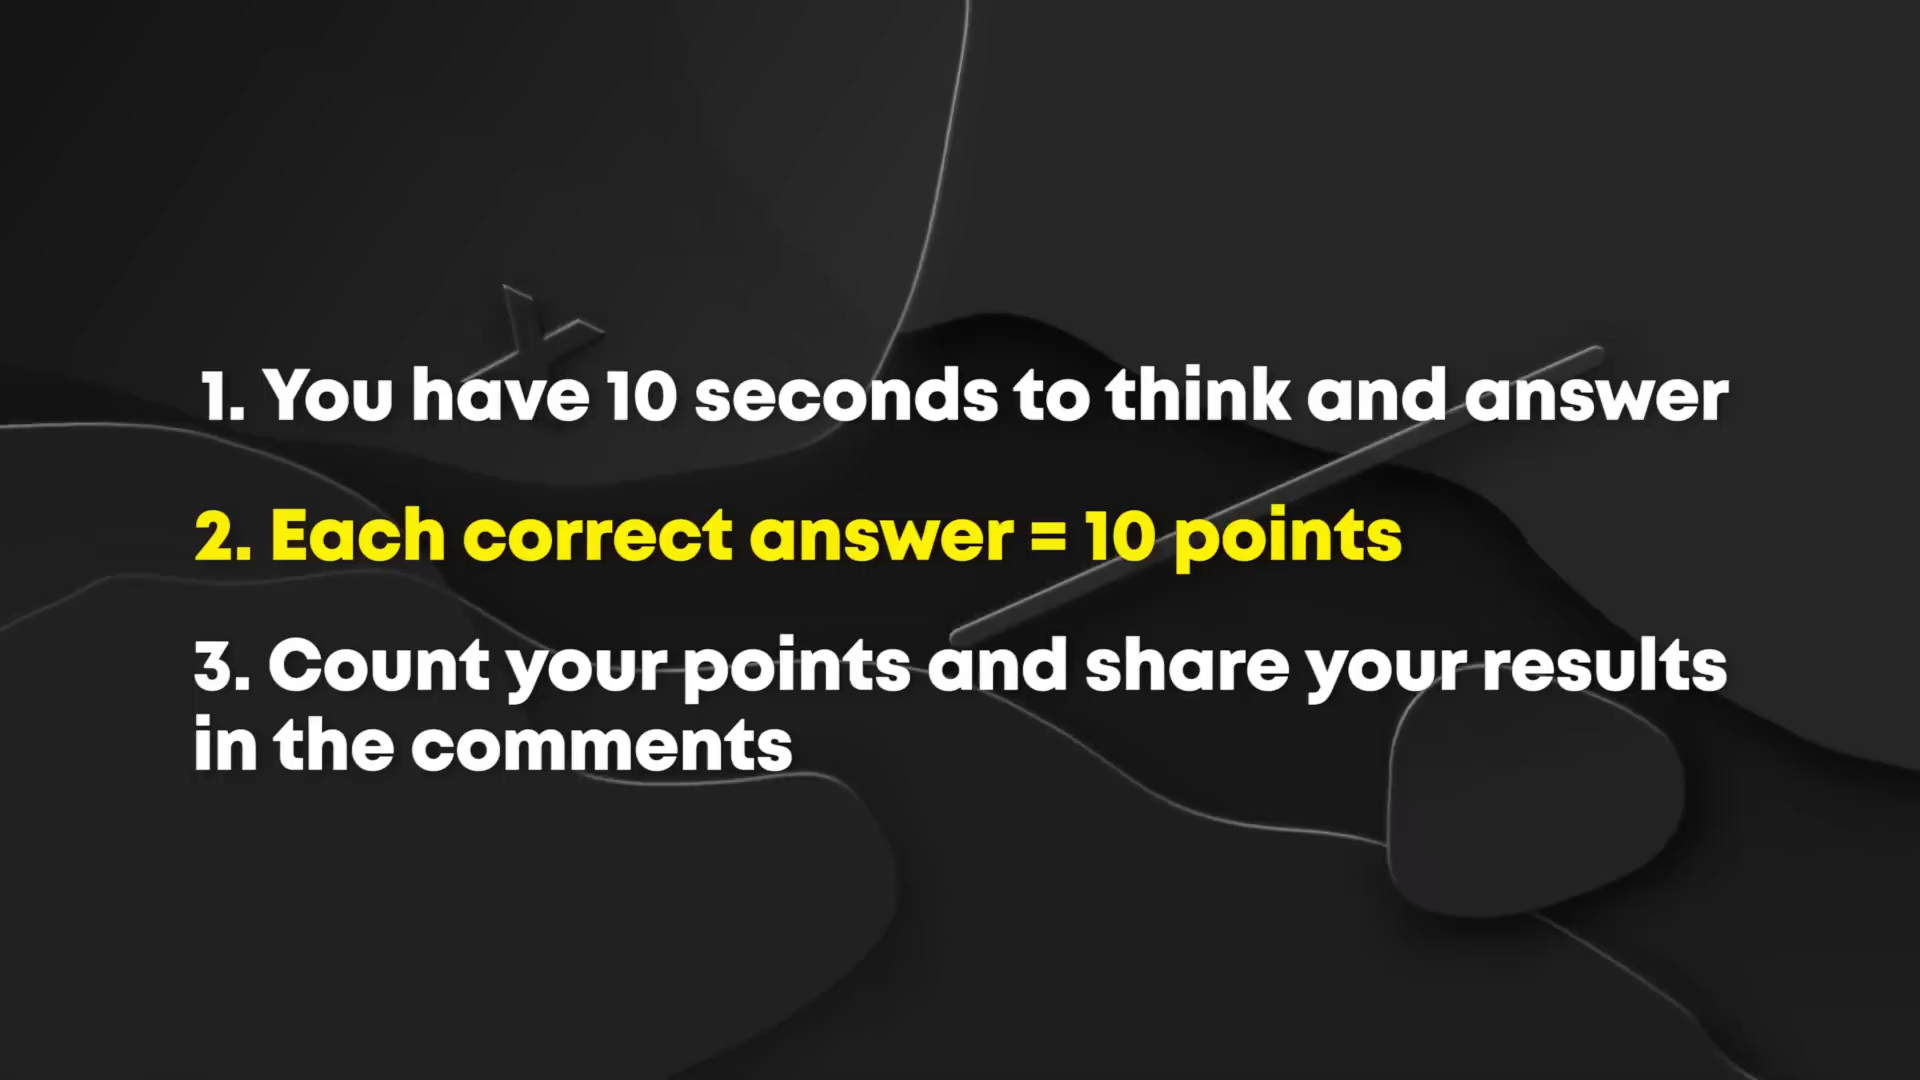 1. You have 10 seconds to think and answer
2. Each correct answer = 10 points
3. Count your points and share your results
in the comments